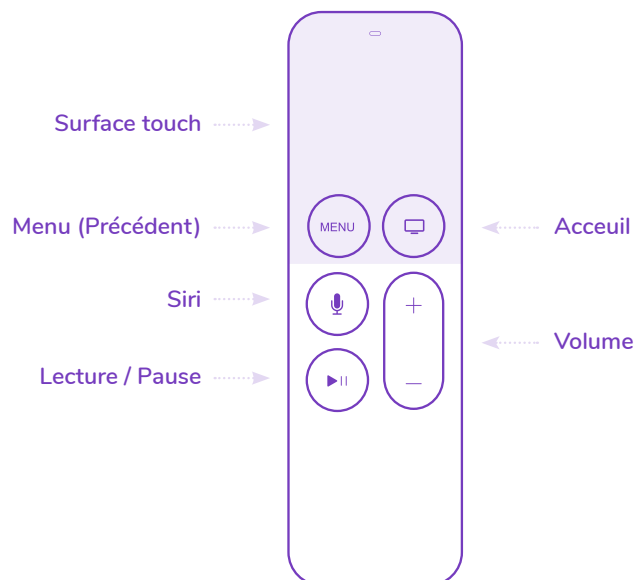 Surface touch
Menu (Précédent)
MENU
Acceuil
Siri
Volume
Lecture / Pause